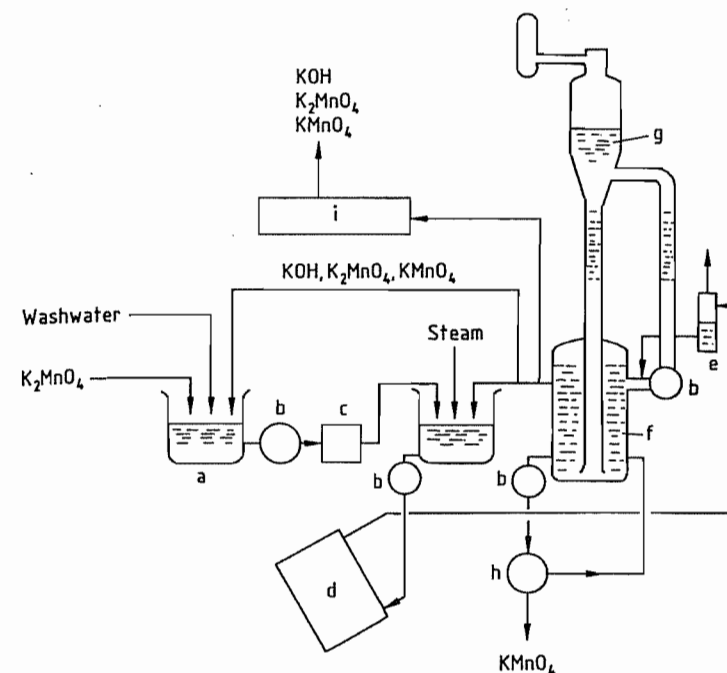 KOH
K₂MnO₄
KMnO₄
g
i
KOH, K₂MnO₄, KMnO₄
Washwater
Steam
K₂MnO₄
e
b
c
b
f
a
b
b
d
h
KMnO₄